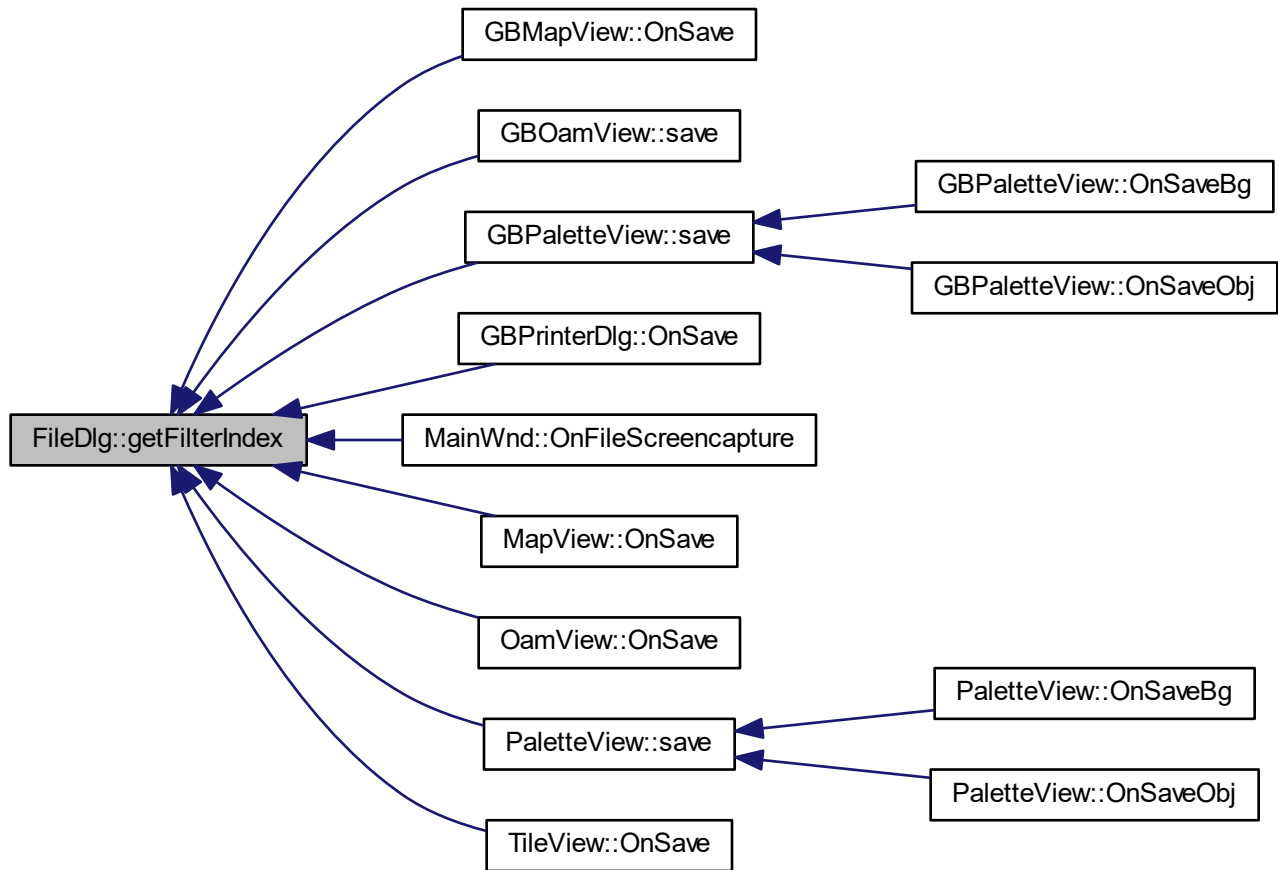 GBMapView::OnSave
GBOamView::save
GBPaletteView::OnSaveBg
GBPaletteView::save
GBPaletteView::OnSaveObj
GBPrinterDlg::OnSave
FileDlg::getFilterIndex
MainWnd::OnFileScreencapture
MapView::OnSave
OamView::OnSave
PaletteView::OnSaveBg
PaletteView::save
PaletteView::OnSaveObj
TileView::OnSave